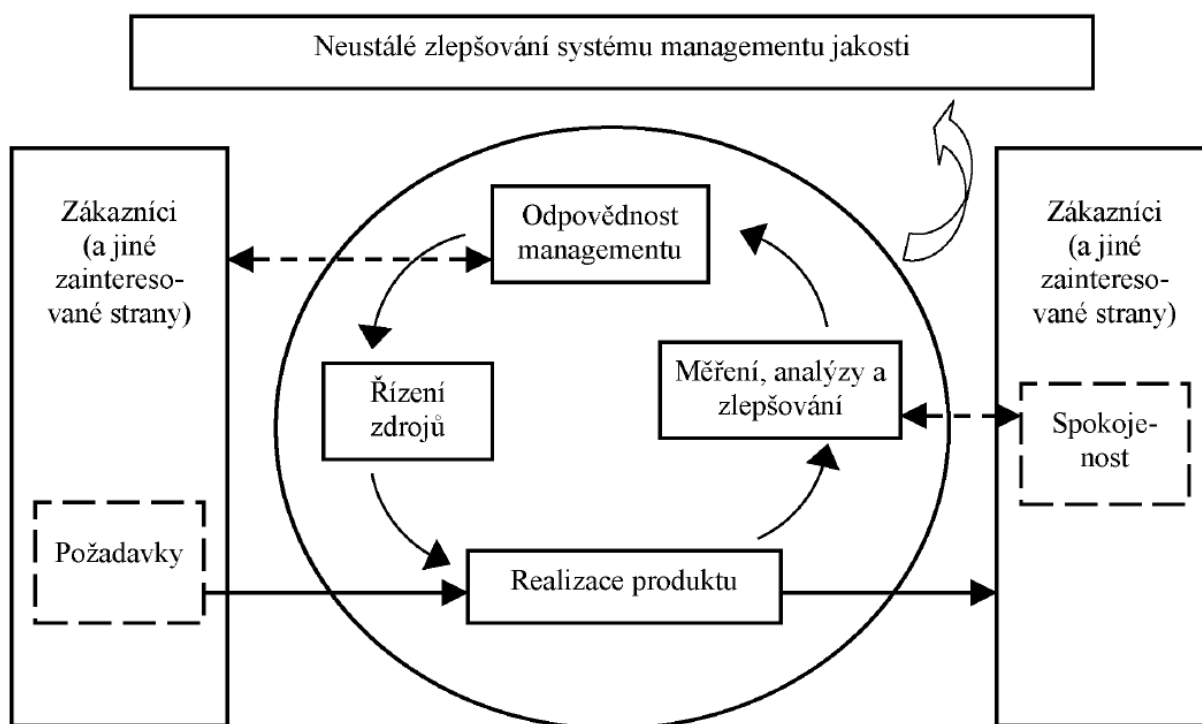 Neustálé zlepšování systému managementu jakosti
Zákazníci
(a jiné
zaintereso-
vané strany)
Požadavky
Odpovědnost
managementu
Řízení
zdrojů
Měření, analýzy a
zlepšování
Realizace produktu
Zákazníci
(a jiné
zaintereso-
vané strany)
Spokoje-
nost